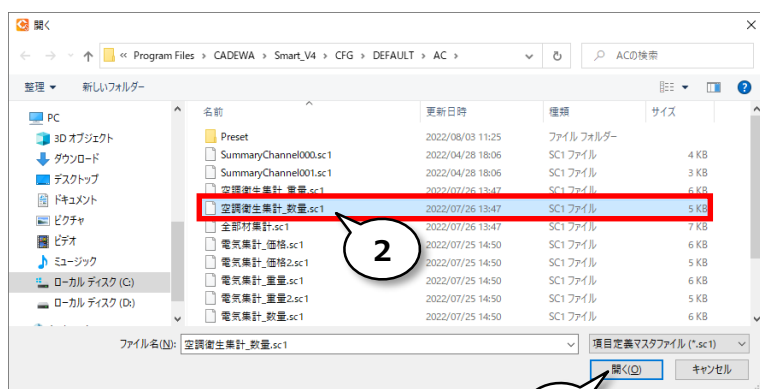 開く
« Program Files › CADEWA › Smart_V4 › CFG › DEFAULT › AC ›
ACの検索
整理 新しいフォルダー
名前 更新日時 種類 サイズ
PC
3D オブジェクト
ダウンロード
デスクトップ
ドキュメント
ピクチャ
ビデオ
ミュージック
ローカル ディスク (C:)
ローカル ディスク (D:)
Preset 2022/08/03 11:25 ファイル フォルダー
SummaryChannel000.sc1 2022/04/28 18:06 SC1 ファイル 4 KB
SummaryChannel001.sc1 2022/04/28 18:06 SC1 ファイル 3 KB
空調衛生集計_重量.sc1 2022/07/26 13:47 SC1 ファイル 6 KB
空調衛生集計_数量.sc1 2022/07/26 13:47 SC1 ファイル 5 KB
全部材集計.sc1 2022/07/26 13:47 SC1 ファイル 7 KB
電気集計_価格.sc1 2022/07/25 14:50 SC1 ファイル 6 KB
電気集計_価格2.sc1 2022/07/25 14:50 SC1 ファイル 5 KB
電気集計_重量.sc1 2022/07/25 14:50 SC1 ファイル 6 KB
電気集計_重量2.sc1 2022/07/25 14:50 SC1 ファイル 5 KB
電気集計_数量.sc1 2022/07/25 14:50 SC1 ファイル 6 KB
2
ファイル名(N): 空調衛生集計_数量.sc1 項目定義マスタファイル (*.sc1)
開く(O) キャンセル